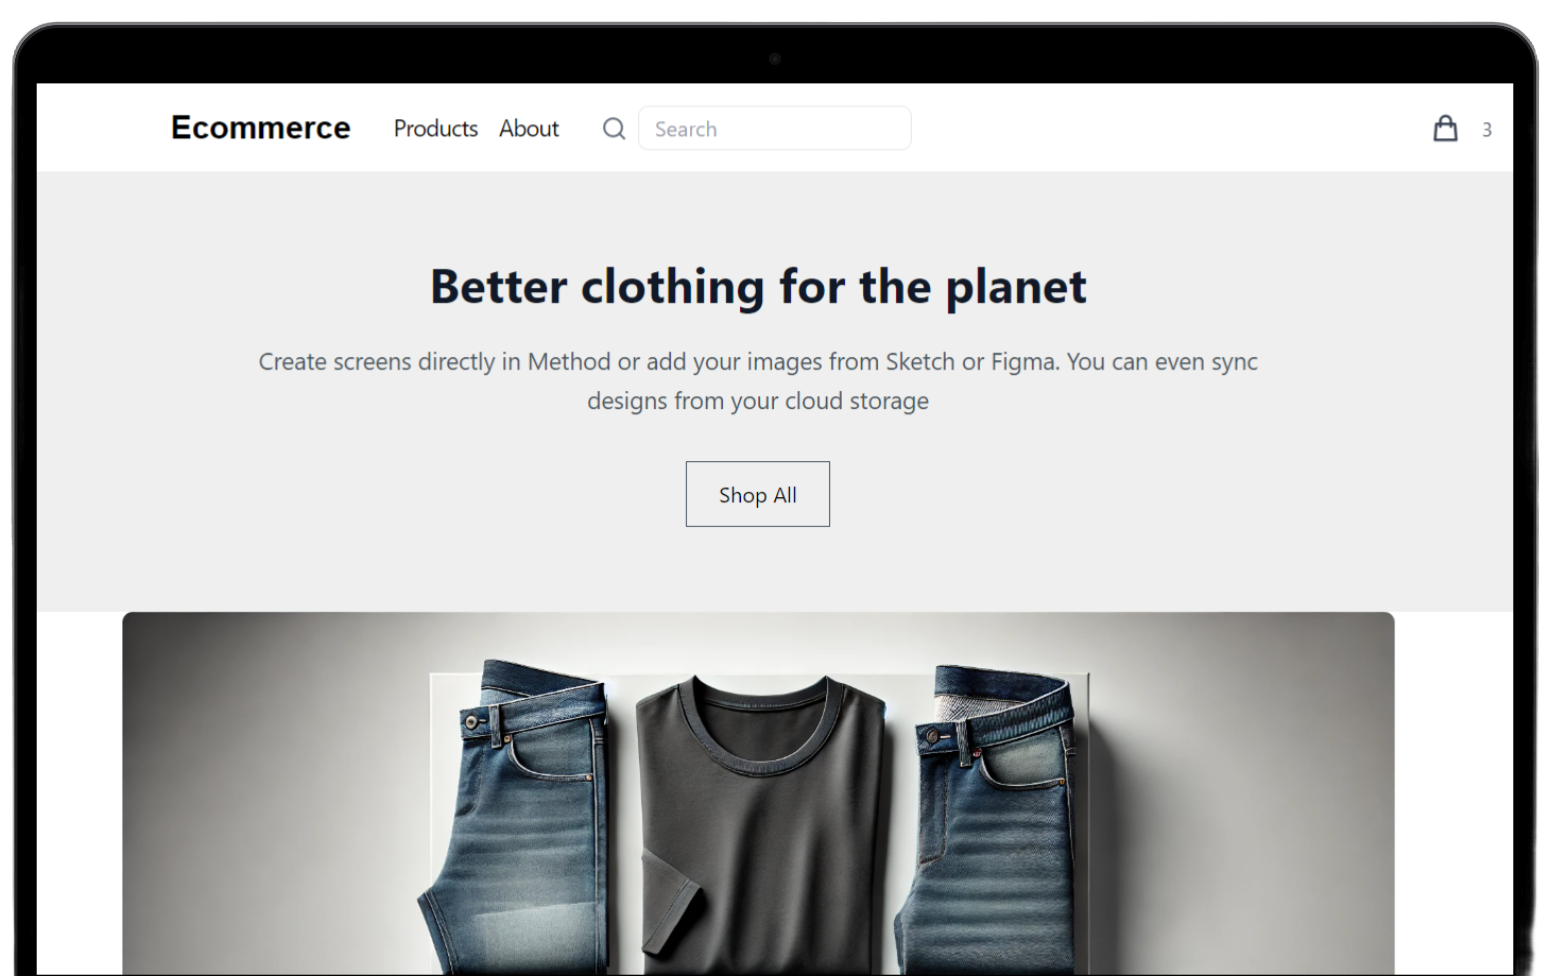 Ecommerce Products About Search 3
Better clothing for the planet
Create screens directly in Method or add your images from Sketch or Figma. You can even sync
designs from your cloud storage
Shop All